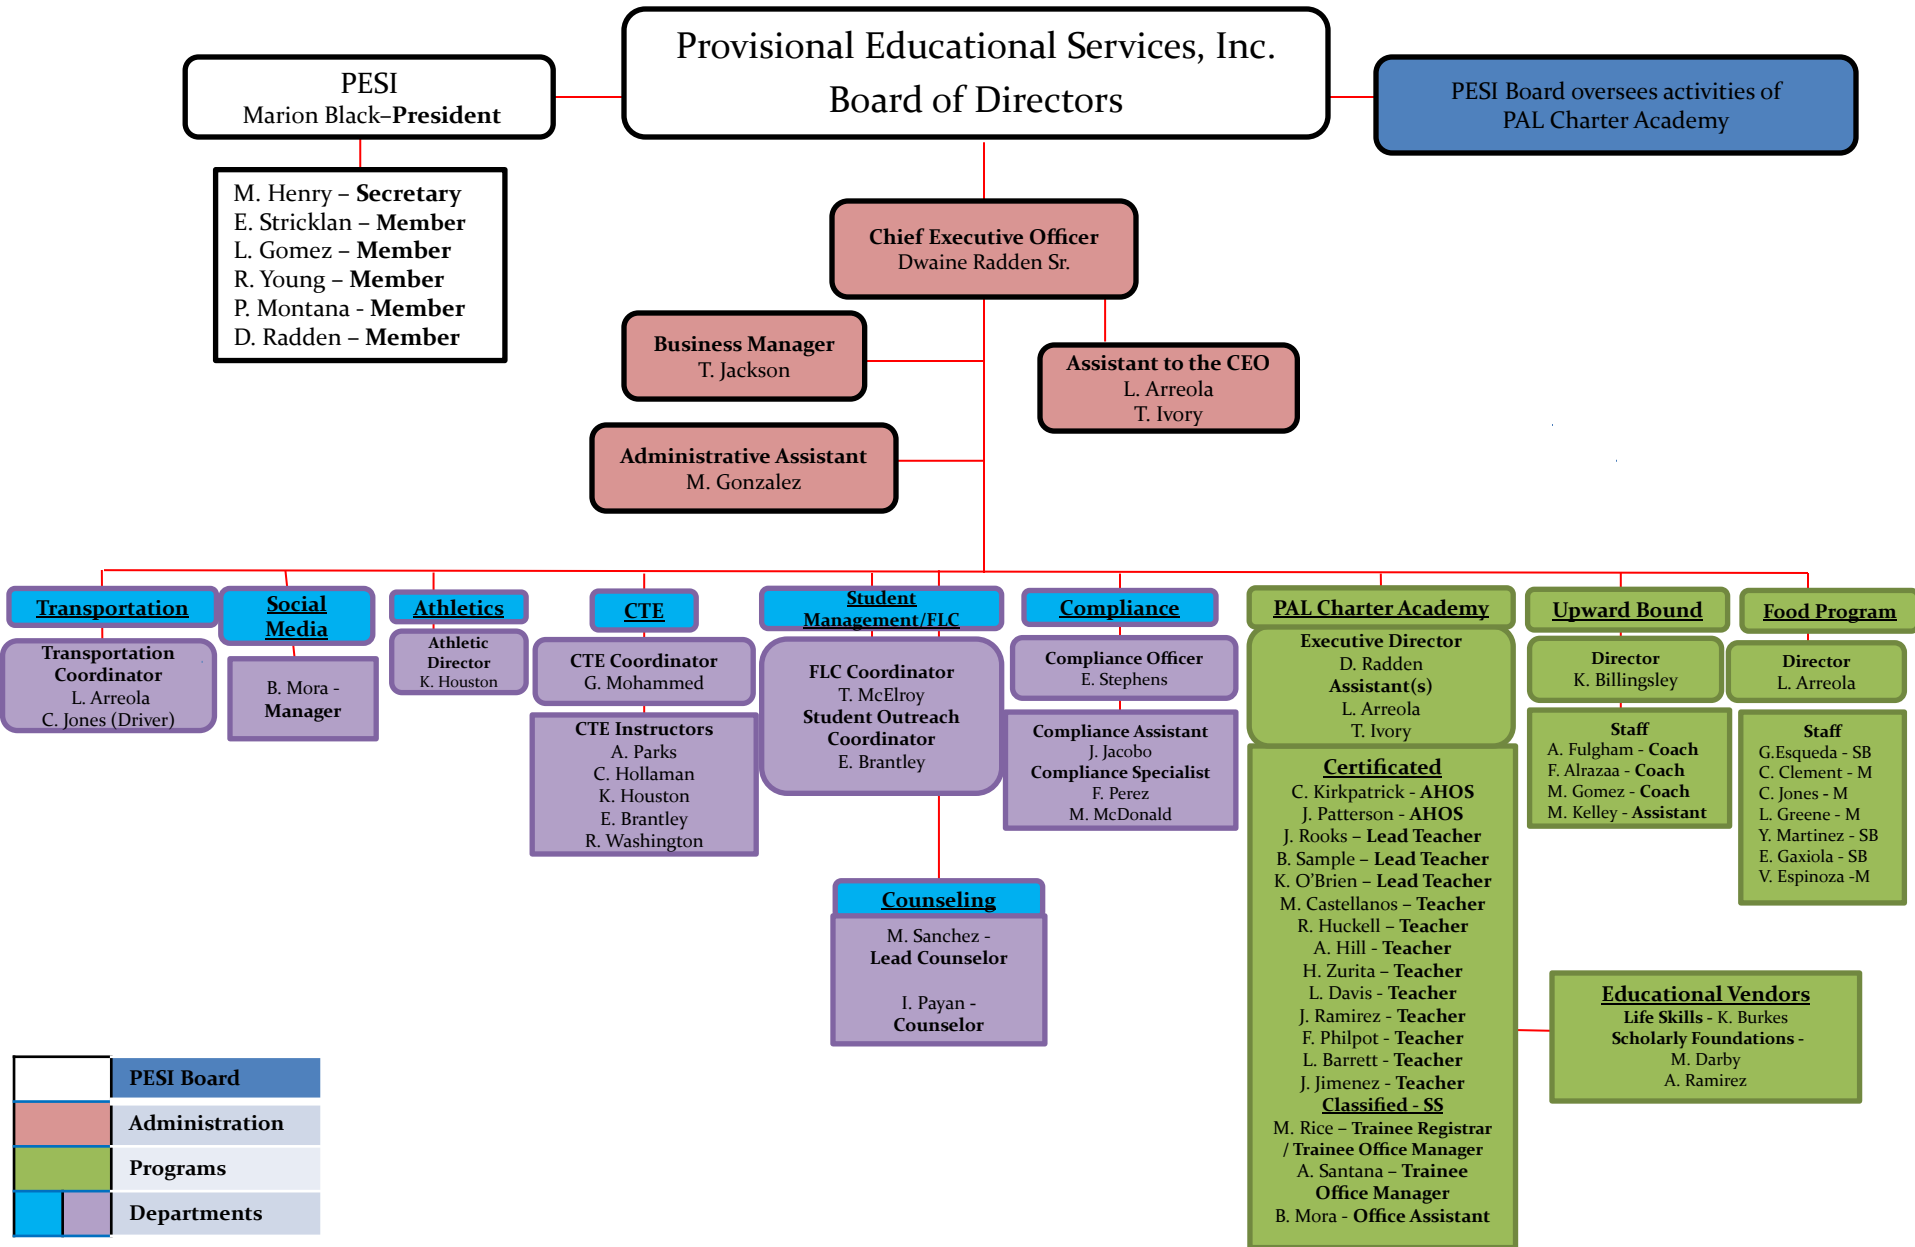 Provisional Educational Services, Inc.
Board of Directors
PESI
Marion Black–President
PESI Board oversees activities of
PAL Charter Academy
M. Henry – Secretary
E. Stricklan – Member
L. Gomez – Member
R. Young – Member
P. Montana - Member
D. Radden – Member
Chief Executive Officer
Dwaine Radden Sr.
Business Manager
T. Jackson
Assistant to the CEO
L. Arreola
T. Ivory
Administrative Assistant
M. Gonzalez
Transportation
Transportation
Coordinator
L. Arreola
C. Jones (Driver)
Social
Media
B. Mora -
Manager
Athletics
Athletic
Director
K. Houston
CTE
CTE Coordinator
G. Mohammed
CTE Instructors
A. Parks
C. Hollaman
K. Houston
E. Brantley
R. Washington
Student
Management/FLC
FLC Coordinator
T. McElroy
Student Outreach
Coordinator
E. Brantley
Counseling
M. Sanchez -
Lead Counselor
I. Payan -
Counselor
Compliance
Compliance Officer
E. Stephens
Compliance Assistant
J. Jacobo
Compliance Specialist
F. Perez
M. McDonald
PAL Charter Academy
Executive Director
D. Radden
Assistant(s)
L. Arreola
T. Ivory
Certificated
C. Kirkpatrick - AHOS
J. Patterson - AHOS
J. Rooks – Lead Teacher
B. Sample – Lead Teacher
K. O’Brien – Lead Teacher
M. Castellanos – Teacher
R. Huckell – Teacher
A. Hill - Teacher
H. Zurita – Teacher
L. Davis - Teacher
J. Ramirez - Teacher
F. Philpot - Teacher
L. Barrett - Teacher
J. Jimenez - Teacher
Classified - SS
M. Rice – Trainee Registrar
/ Trainee Office Manager
A. Santana – Trainee
Office Manager
B. Mora - Office Assistant
Upward Bound
Director
K. Billingsley
Staff
A. Fulgham - Coach
F. Alrazaa - Coach
M. Gomez - Coach
M. Kelley - Assistant
Food Program
Director
L. Arreola
Staff
G.Esqueda - SB
C. Clement - M
C. Jones - M
L. Greene - M
Y. Martinez - SB
E. Gaxiola - SB
V. Espinoza -M
Educational Vendors
Life Skills - K. Burkes
Scholarly Foundations -
M. Darby
A. Ramirez
PESI Board
Administration
Programs
Departments